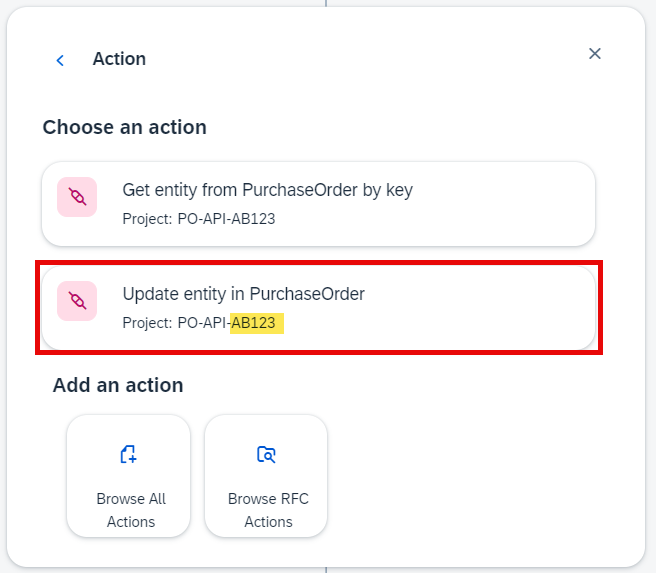 Action
Choose an action
Get entity from PurchaseOrder by key
Project: PO-API-AB123
Update entity in PurchaseOrder
Project: PO-API-AB123
Add an action
Browse All
Actions
Browse RFC
Actions